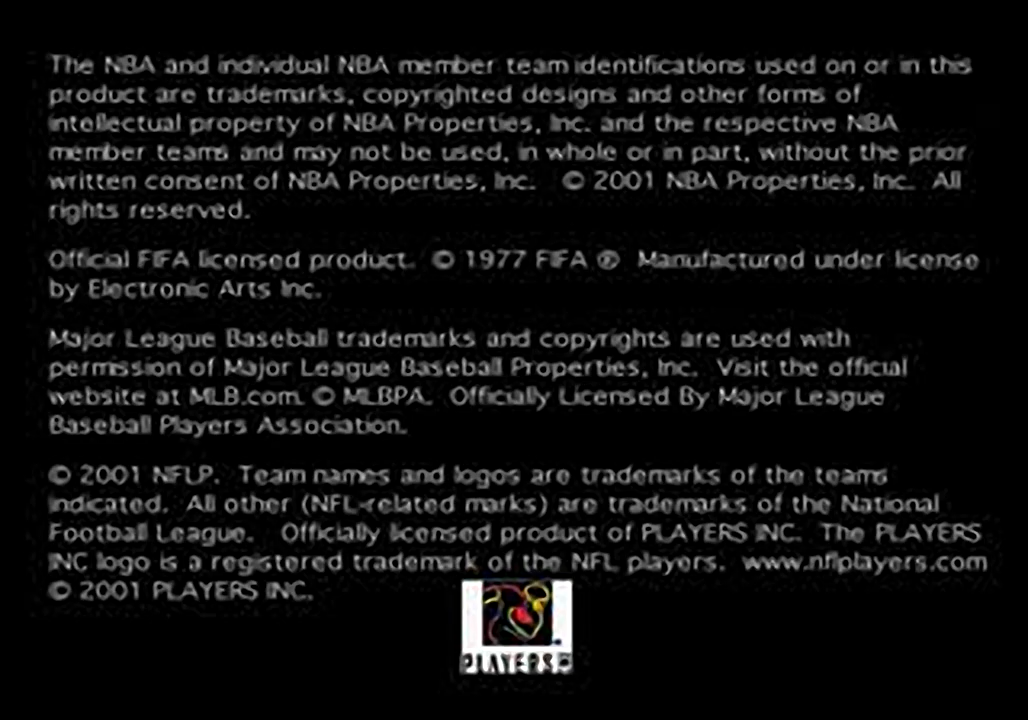 The NBA and individual NBA member team identifications used on or in this
product are trademarks, copyrighted designs and other forms of
intellectual property of NBA Properties, Inc. and the respective NBA
member teams and may not be used, in whole or in part, without the prior
written consent of NBA Properties, Inc. © 2001 NBA Properties, Inc. All
rights reserved.
Official FIFA licensed product. © 1977 FIFA ® Manufactured under license
by Electronic Arts Inc.
Major League Baseball trademarks and copyrights are used with
permission of Major League Baseball Properties, Inc. Visit the official
website at MLB.com. © MLBPA. Officially Licensed By Major League
Baseball Players Association.
© 2001 NFLP. Team names and logos are trademarks of the teams
indicated. All other (NFL-related marks) are trademarks of the National
Football League. Officially licensed product of PLAYERS INC. The PLAYERS
INC logo is a registered trademark of the NFL players. www.nflplayers.com
© 2001 PLAYERS INC.
PLAYERS